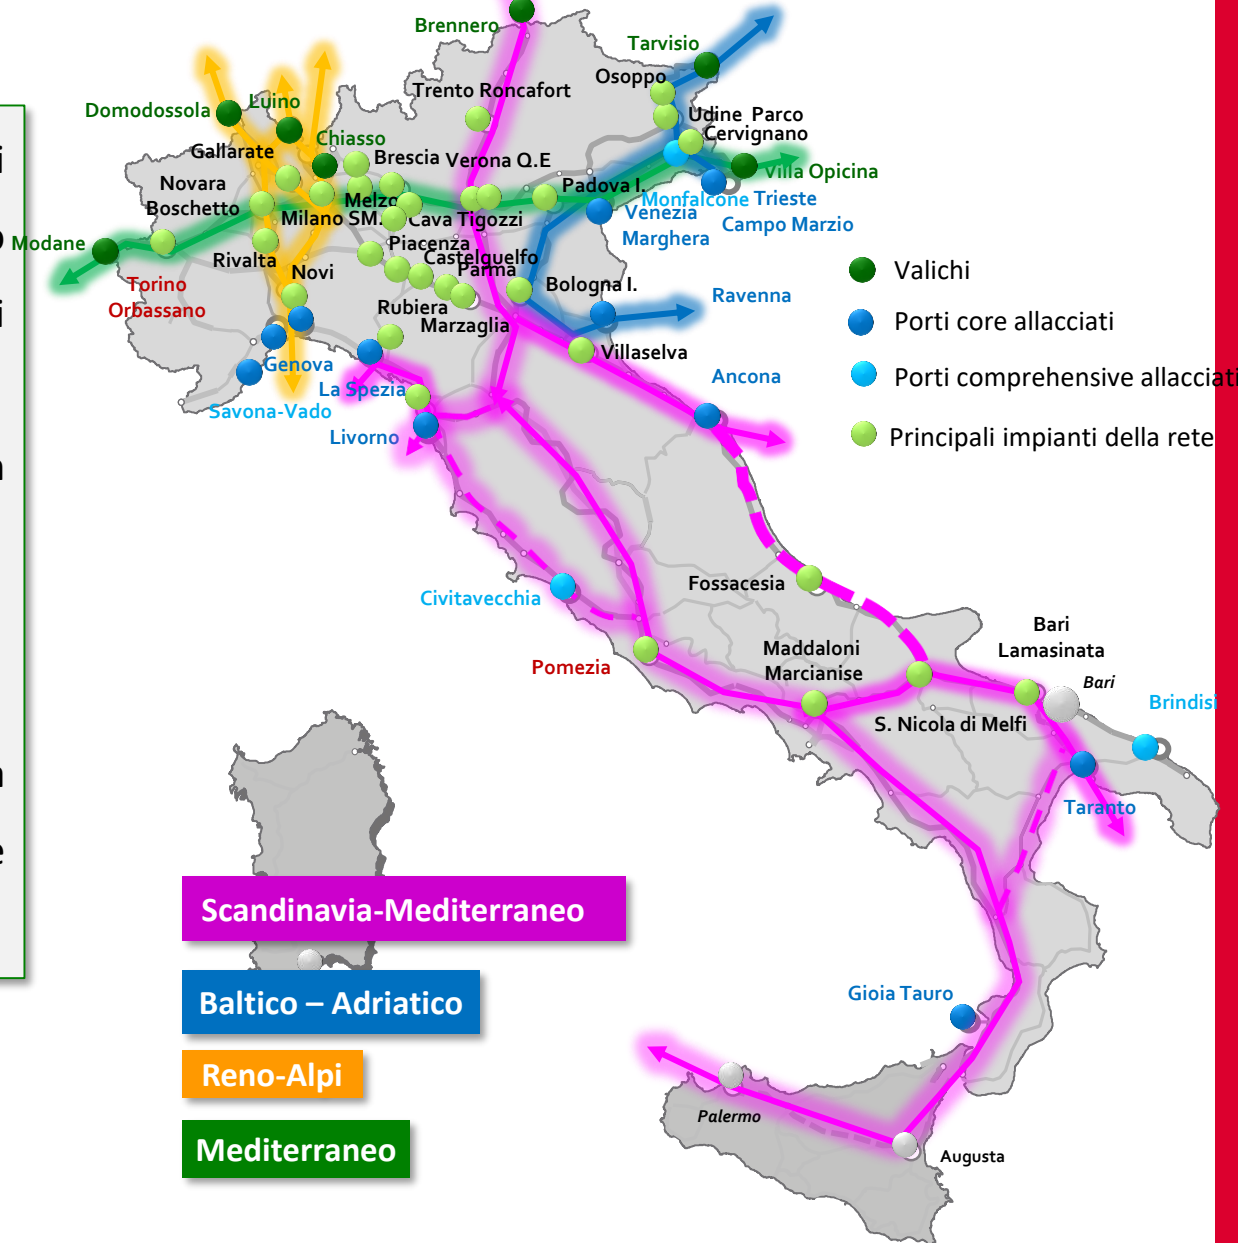 Brennero
Tarvisio
Osoppo
Trento Roncafort
Domodossola
Luino
Udine Parco
Cervignano
Chiasso
Gallarate
Brescia
Verona Q.E
Villa Opicina
Novara
Boschetto
Padova I.
Melzo
Monfalcone
Trieste
Campo Marzio
Milano SM.
Cava Tigozzi
Venezia
Marghera
Modane
Piacenza
Castelguelfo
Parma
Rivalta
Novi
Torino
Orbassano
Bologna I.
Ravenna
Rubiera
Marzaglia
Villaselva
Genova
La Spezia
Savona-Vado
Ancona
Livorno
Valichi
Porti core allacciati
Porti comprehensive allacciati
Principali impianti della rete
i
i
a
a
e
Civitavecchia
Fossacesia
Pomezia
Maddaloni
Marcianise
Bari
Lamasinata
Bari
Brindisi
S. Nicola di Melfi
Taranto
Gioia Tauro
Palermo
Augusta
Scandinavia-Mediterraneo
Baltico – Adriatico
Reno-Alpi
Mediterraneo